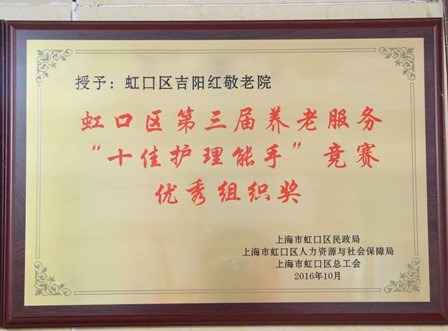 授予：虹口区吉阳红敬老院
虹口区第三届养老服务
“十佳护理能手”竞赛
优秀组织奖
上海市虹口区民政局
上海市虹口区人力资源与社会保障局
上海市虹口区总工会
2016年10月